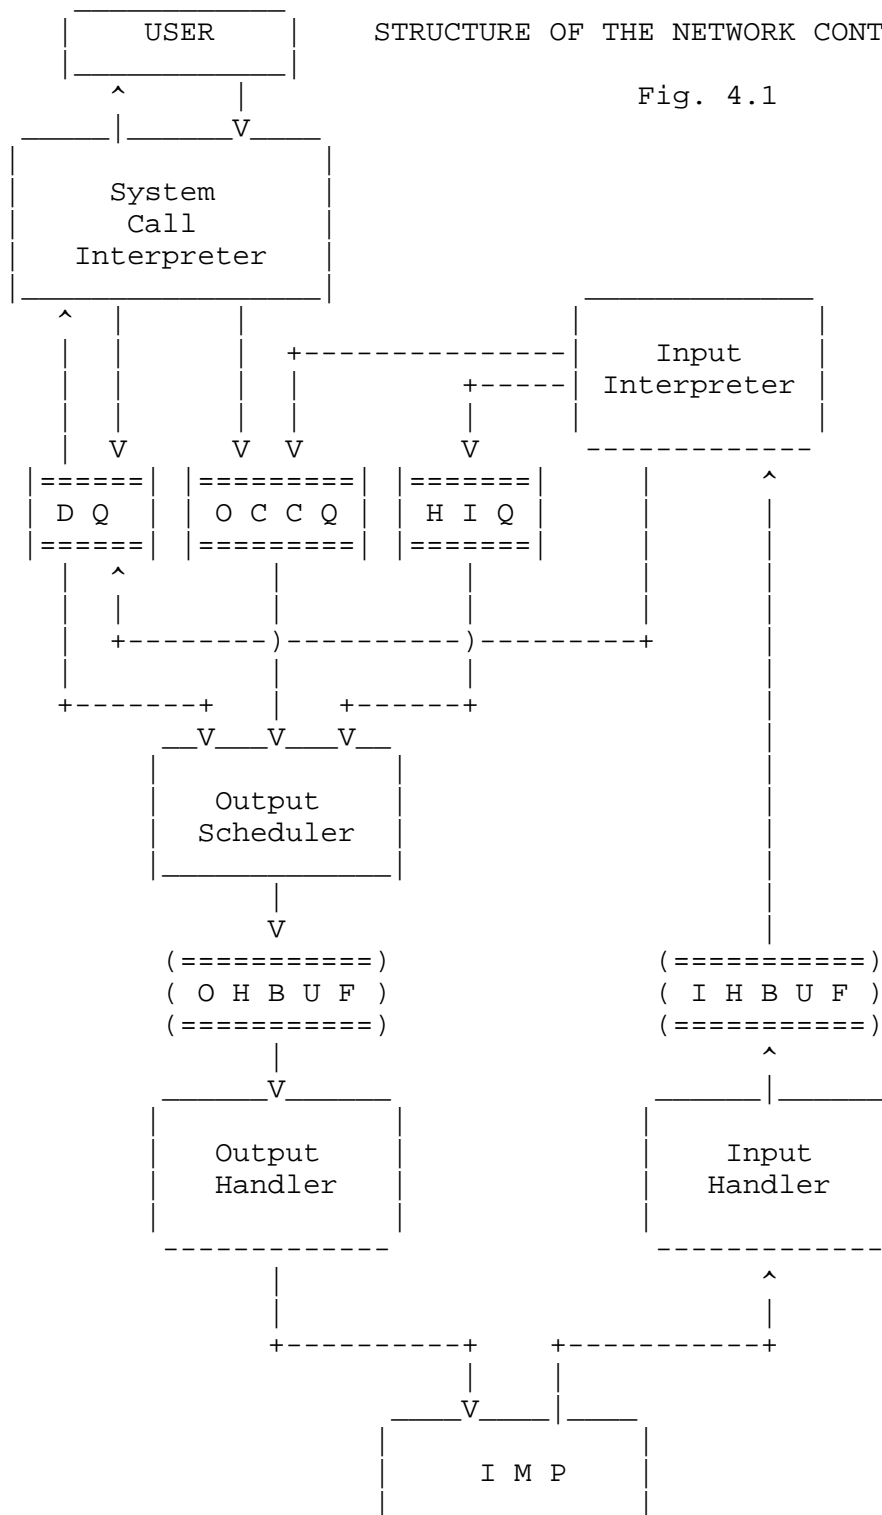 USER STRUCTURE OF THE NETWORK CONT
Fig. 4.1
System
Call
Interpreter
Input
Interpreter
D Q O C C Q H I Q
Output
Scheduler
O H B U F I H B U F
Output Input
Handler Handler
I M P